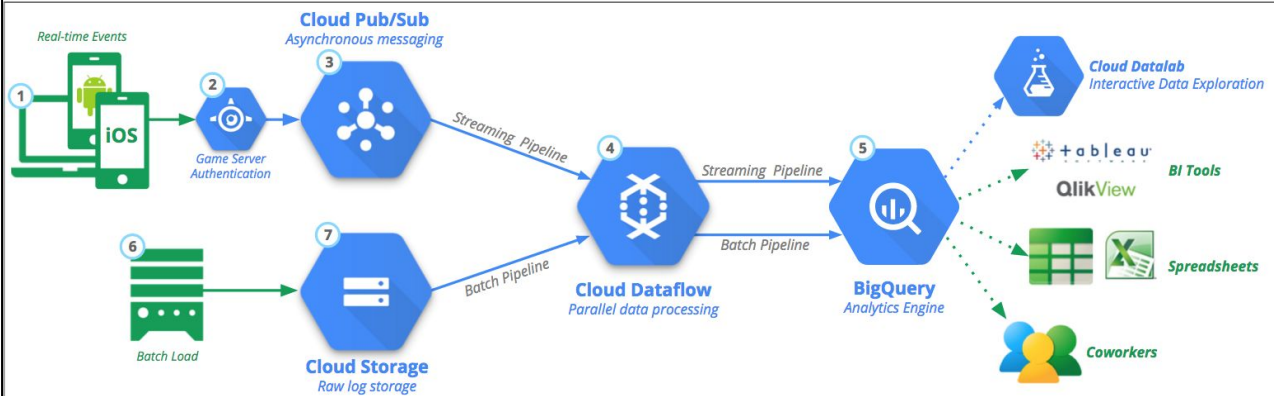 Real-time Events
1
iOS
2
Game Server
Authentication
Cloud Pub/Sub
Asynchronous messaging
3
Streaming Pipeline
6
Batch Load
7
Cloud Storage
Raw log storage
Batch Pipeline
4
Cloud Dataflow
Parallel data processing
Streaming Pipeline
Batch Pipeline
5
BigQuery
Analytics Engine
Cloud Datalab
Interactive Data Exploration
+ableau
SOFTWARE
QlikView
BI Tools
X
Spreadsheets
Coworkers